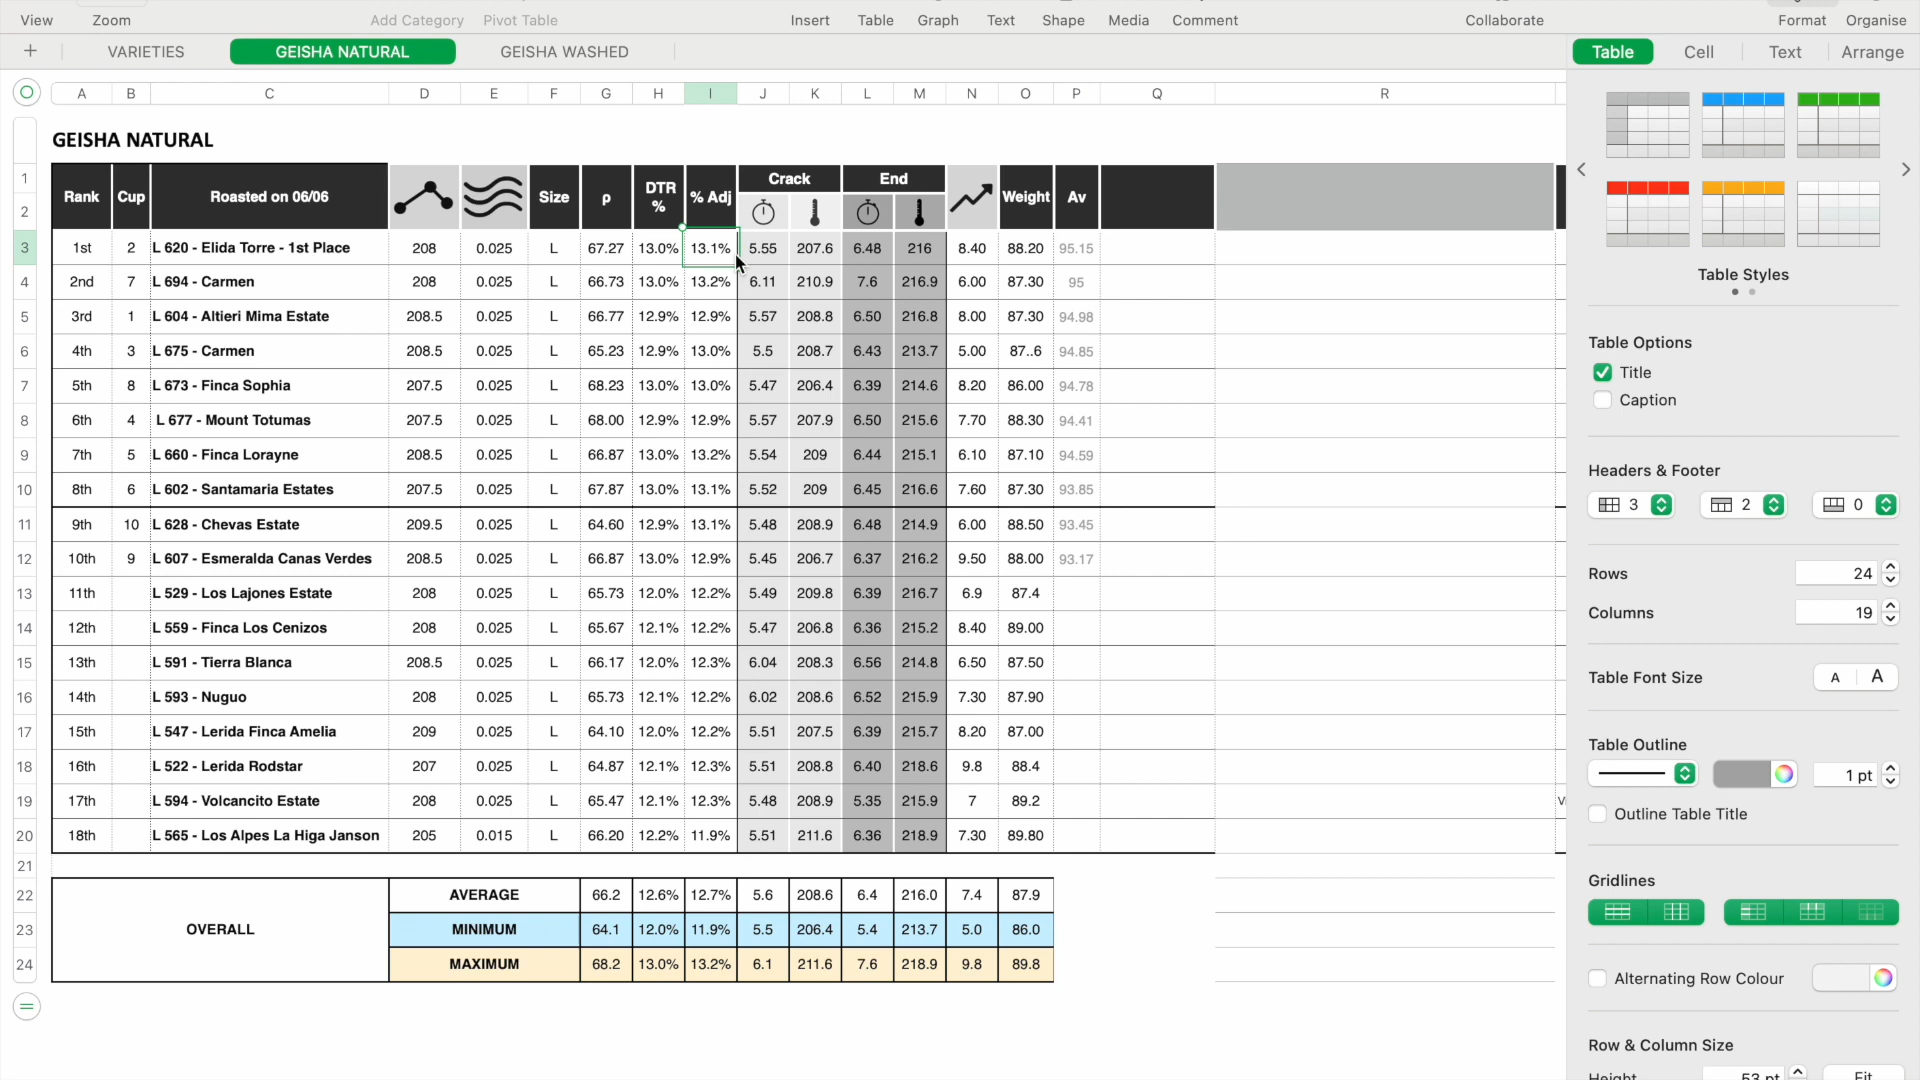 View Zoom Add Category Pivot Table Insert Table Graph Text Shape Media Comment Collaborate Format Organise
+ VARIETIES GEISHA NATURAL GEISHA WASHED Table Cell Text Arrange
A B C D E F G H I J K L M N O P Q R
GEISHA NATURAL
1 Rank Cup Roasted on 06/06 Size ρ DTR % % Adj Crack End Weight Av
2
3 1st 2 L 620 - Elida Torre - 1st Place 208 0.025 L 67.27 13.0% 13.1% 5.55 207.6 6.48 216 8.40 88.20 95.15
4 2nd 7 L 694 - Carmen 208 0.025 L 66.73 13.0% 13.2% 6.11 210.9 7.6 216.9 6.00 87.30 95
5 3rd 1 L 604 - Altieri Mima Estate 208.5 0.025 L 66.77 12.9% 12.9% 5.57 208.8 6.50 216.8 8.00 87.30 94.98
6 4th 3 L 675 - Carmen 208.5 0.025 L 65.23 12.9% 13.0% 5.5 208.7 6.43 213.7 5.00 87..6 94.85
7 5th 8 L 673 - Finca Sophia 207.5 0.025 L 68.23 13.0% 13.0% 5.47 206.4 6.39 214.6 8.20 86.00 94.78
8 6th 4 L 677 - Mount Totumas 207.5 0.025 L 68.00 12.9% 12.9% 5.57 207.9 6.50 215.6 7.70 88.30 94.41
9 7th 5 L 660 - Finca Lorayne 208.5 0.025 L 66.87 13.0% 13.2% 5.54 209 6.44 215.1 6.10 87.10 94.59
10 8th 6 L 602 - Santamaria Estates 207.5 0.025 L 67.87 13.0% 13.1% 5.52 209 6.45 216.6 7.60 87.30 93.85
11 9th 10 L 628 - Chevas Estate 209.5 0.025 L 64.60 12.9% 13.1% 5.48 208.9 6.48 214.9 6.00 88.50 93.45
12 10th 9 L 607 - Esmeralda Canas Verdes 208.5 0.025 L 66.87 13.0% 12.9% 5.45 206.7 6.37 216.2 9.50 88.00 93.17
13 11th L 529 - Los Lajones Estate 208 0.025 L 65.73 12.0% 12.2% 5.49 209.8 6.39 216.7 6.9 87.4
14 12th L 559 - Finca Los Cenizos 208 0.025 L 65.67 12.1% 12.2% 5.47 206.8 6.36 215.2 8.40 89.00
15 13th L 591 - Tierra Blanca 208.5 0.025 L 66.17 12.0% 12.3% 6.04 208.3 6.56 214.8 6.50 87.50
16 14th L 593 - Nuguo 208 0.025 L 65.73 12.1% 12.2% 6.02 208.6 6.52 215.9 7.30 87.90
17 15th L 547 - Lerida Finca Amelia 209 0.025 L 64.10 12.0% 12.2% 5.51 207.5 6.39 215.7 8.20 87.00
18 16th L 522 - Lerida Rodstar 207 0.025 L 64.87 12.1% 12.3% 5.51 208.8 6.40 218.6 9.8 88.4
19 17th L 594 - Volcancito Estate 208 0.025 L 65.47 12.1% 12.3% 5.48 208.9 5.35 215.9 7 89.2
20 18th L 565 - Los Alpes La Higa Janson 205 0.015 L 66.20 12.2% 11.9% 5.51 211.6 6.36 218.9 7.30 89.80
21
22 AVERAGE 66.2 12.6% 12.7% 5.6 208.6 6.4 216.0 7.4 87.9
23 OVERALL MINIMUM 64.1 12.0% 11.9% 5.5 206.4 5.4 213.7 5.0 86.0
24 MAXIMUM 68.2 13.0% 13.2% 6.1 211.6 7.6 218.9 9.8 89.8
Table Styles
Table Options
Title
Caption
Headers & Footer
3 2 0
Rows 24
Columns 19
Table Font Size A A
Table Outline
1 pt
Outline Table Title
Gridlines
Alternating Row Colour
Row & Column Size
Height 53 pt Fit